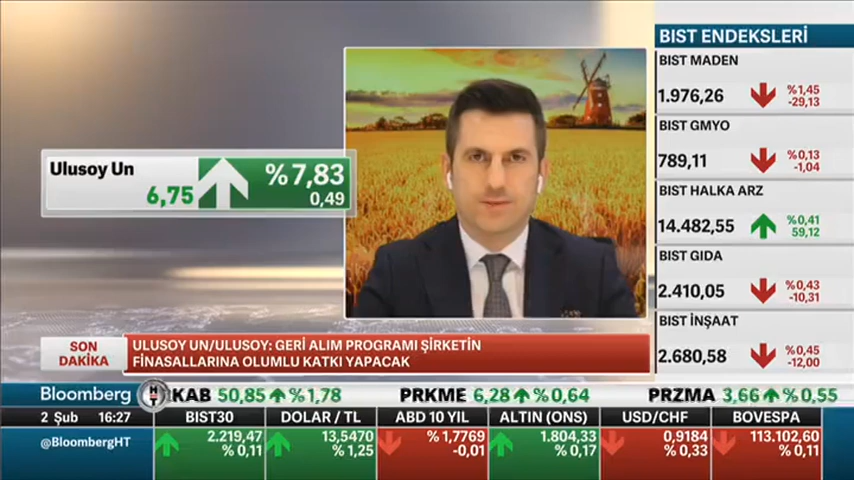 BIST ENDEKSLERİ
BIST MADEN
1.976,26 %1,45
-29,13
BIST GMYO
789,11 %0,13
-1,04
BIST HALKA ARZ
14.482,55 %0,41
59,12
BIST GIDA
2.410,05 %0,43
-10,31
BIST İNŞAAT
2.680,58 %0,45
-12,00
Ulusoy Un
6,75
%7,83
0,49
SON
DAKİKA
ULUSOY UN/ULUSOY: GERİ ALIM PROGRAMI ŞİRKETİN
FİNASALLARINA OLUMLU KATKI YAPACAK
Bloomberg HT KAB 50,85 %1,78 PRKME 6,28 %0,64 PRZMA 3,66 %0,55
2 Şub 16:27 BIST30 DOLAR / TL ABD 10 YIL ALTIN (ONS) USD/CHF BOVESPA
@BloombergHT 2.219,47 13,5470 % 1,7769 1.804,33 0,9184 113.102,60
% 0,11 % 1,25 -0,01 % 0,17 % 0,33 % 0,11